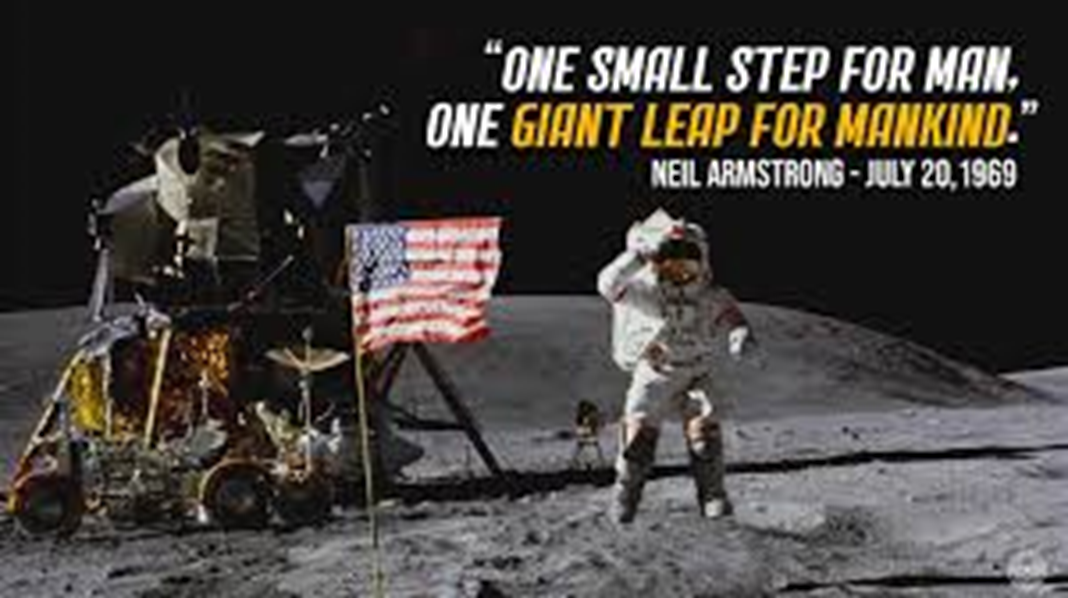 “ONE SMALL STEP FOR MAN,
ONE GIANT LEAP FOR MANKIND.”
NEIL ARMSTRONG - JULY 20, 1969